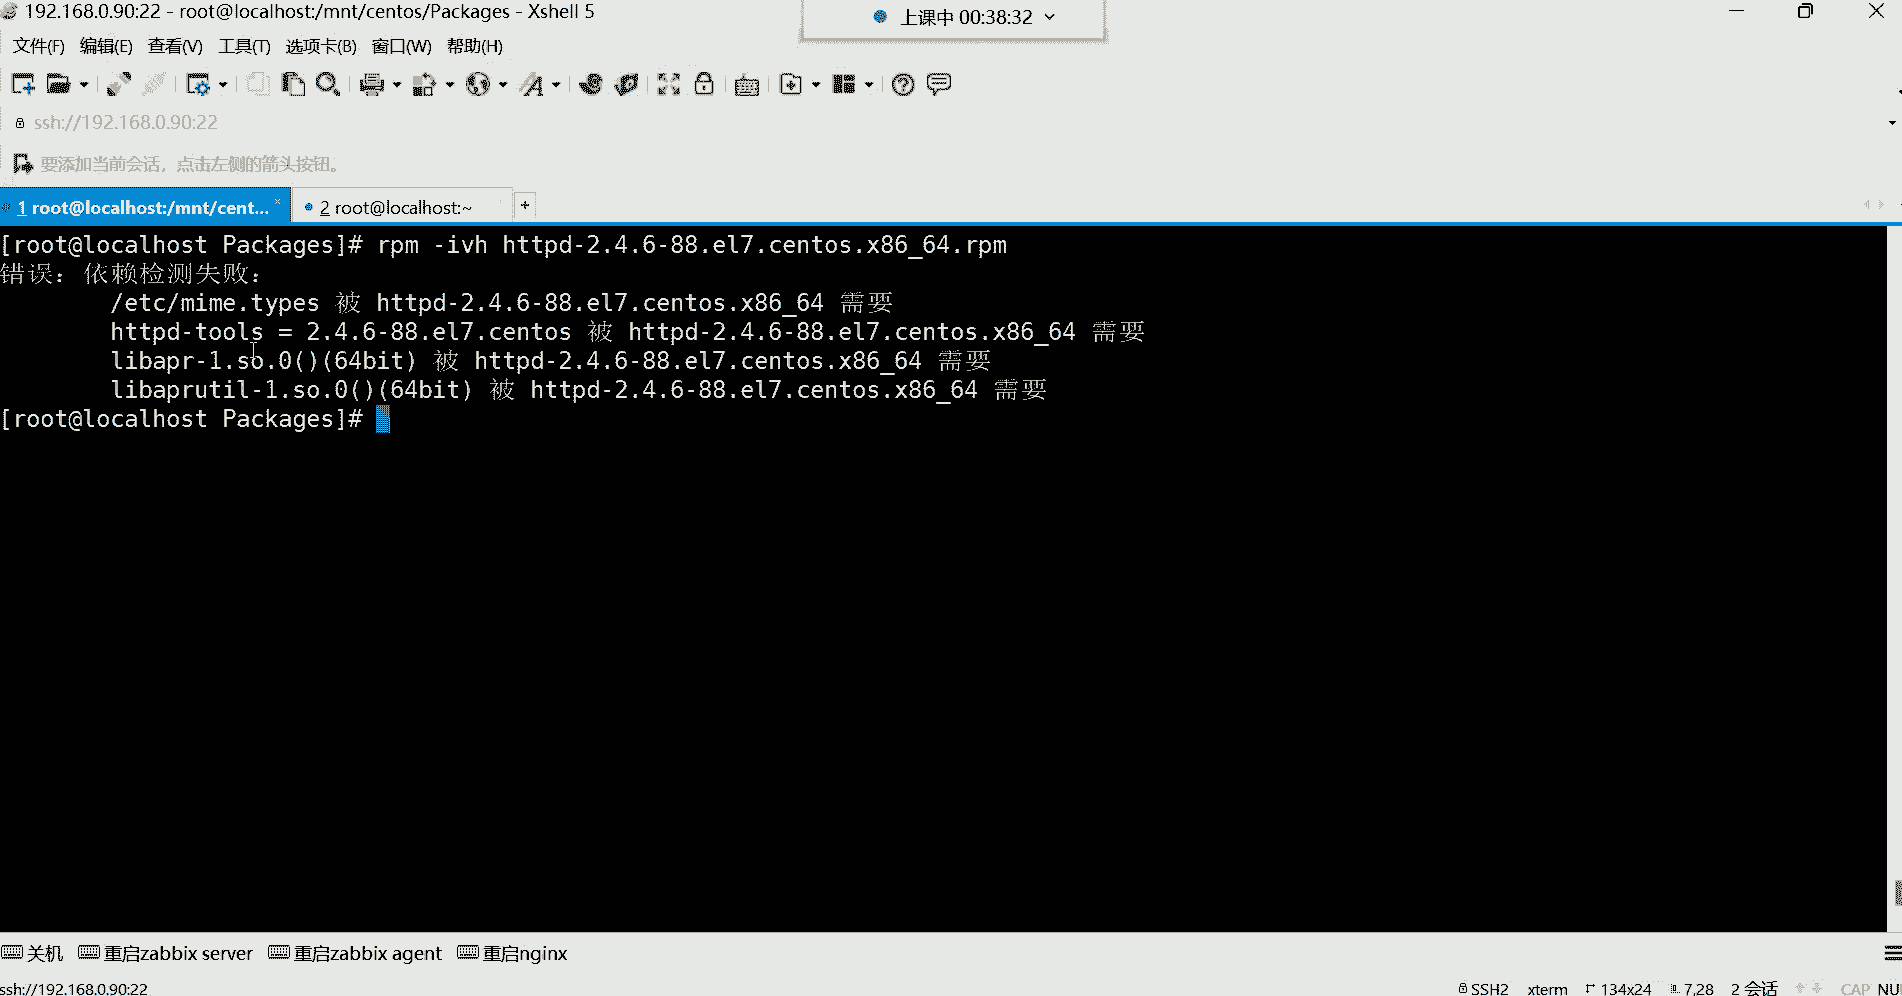 192.168.0.90:22 - root@localhost:/mnt/centos/Packages - Xshell 5
上课中 00:38:32
文件(F) 编辑(E) 查看(V) 工具(T) 选项卡(B) 窗口(W) 帮助(H)
ssh://192.168.0.90:22
要添加当前会话，点击左侧的箭头按钮。
1 root@localhost:/mnt/cent... × 2 root@localhost:~ +
[root@localhost Packages]# rpm -ivh httpd-2.4.6-88.el7.centos.x86_64.rpm
错误：依赖检测失败：
/etc/mime.types 被 httpd-2.4.6-88.el7.centos.x86_64 需要
httpd-tools = 2.4.6-88.el7.centos 被 httpd-2.4.6-88.el7.centos.x86_64 需要
libapr-1.so.0()(64bit) 被 httpd-2.4.6-88.el7.centos.x86_64 需要
libaprutil-1.so.0()(64bit) 被 httpd-2.4.6-88.el7.centos.x86_64 需要
[root@localhost Packages]#
关机 重启zabbix server 重启zabbix agent 重启nginx
ssh://192.168.0.90:22 SSH2 xterm 134x24 7,28 2 会话 CAP NU